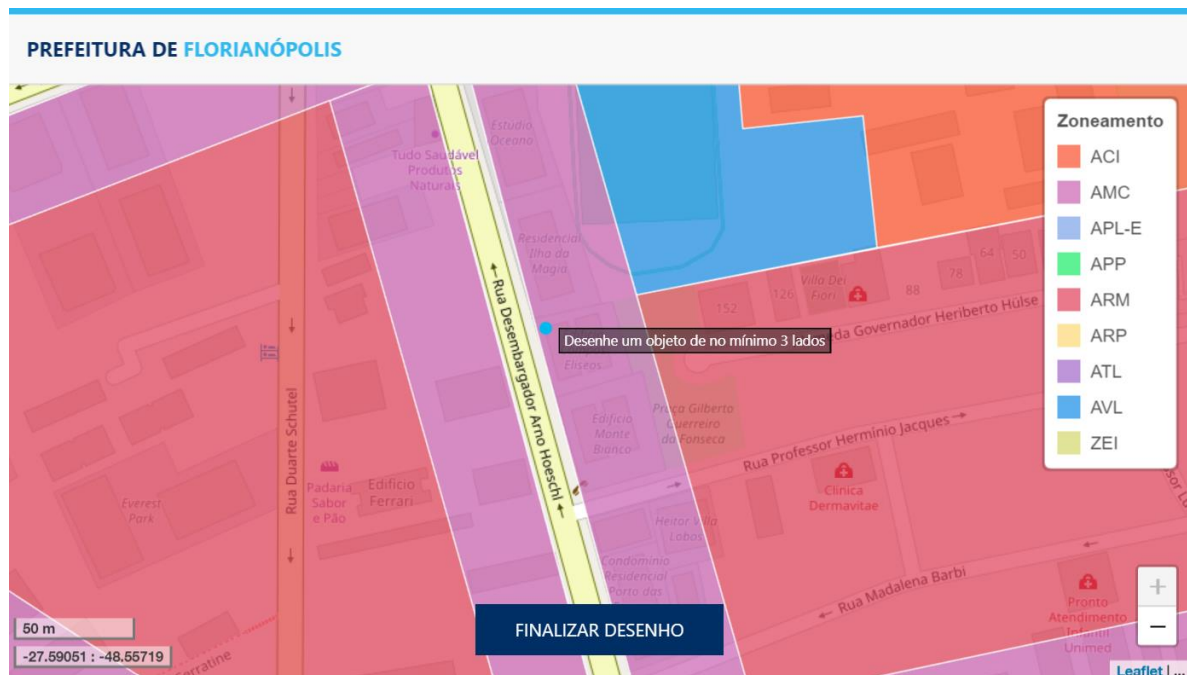 PREFEITURA DE FLORIANÓPOLIS
Estúdio
Oceano
Tudo Saudável
Produtos
Naturais
Residencial
Ilha da
Magia
Rua Desembargador Arno Hoeschl
Desenhe um objeto de no mínimo 3 lados
Eliseos
Villa Dei
Fiori
152
126
88
78
64
50
eda Governador Heriberto Hülse
Edifício
Monte
Bianco
Praça Gilberto
Guerreiro
da Fonseca
Rua Professor Hermínio Jacques
Rua Duarte Schutel
Padaria
Sabor
e Pão
Edifício
Ferrari
Everest
Park
Clinica
Dermavitae
Heitor Villa
Lobos
Condomínio
Residencial
Porto das
Rua Madalena Barbi
Pronto
Atendimento
Infantil
Unimed
Zoneamento
ACI
AMC
APL-E
APP
ARM
ARP
ATL
AVL
ZEI
+
−
FINALIZAR DESENHO
50 m
-27.59051 : -48.55719
Leaflet | ...